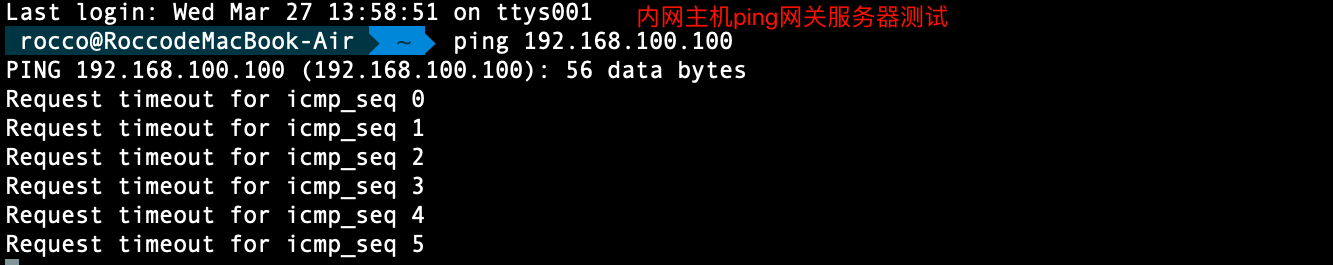 Last login: Wed Mar 27 13:58:51 on ttys001 内网主机ping网关服务器测试
rocco@RoccodeMacBook-Air ~ ping 192.168.100.100
PING 192.168.100.100 (192.168.100.100): 56 data bytes
Request timeout for icmp_seq 0
Request timeout for icmp_seq 1
Request timeout for icmp_seq 2
Request timeout for icmp_seq 3
Request timeout for icmp_seq 4
Request timeout for icmp_seq 5